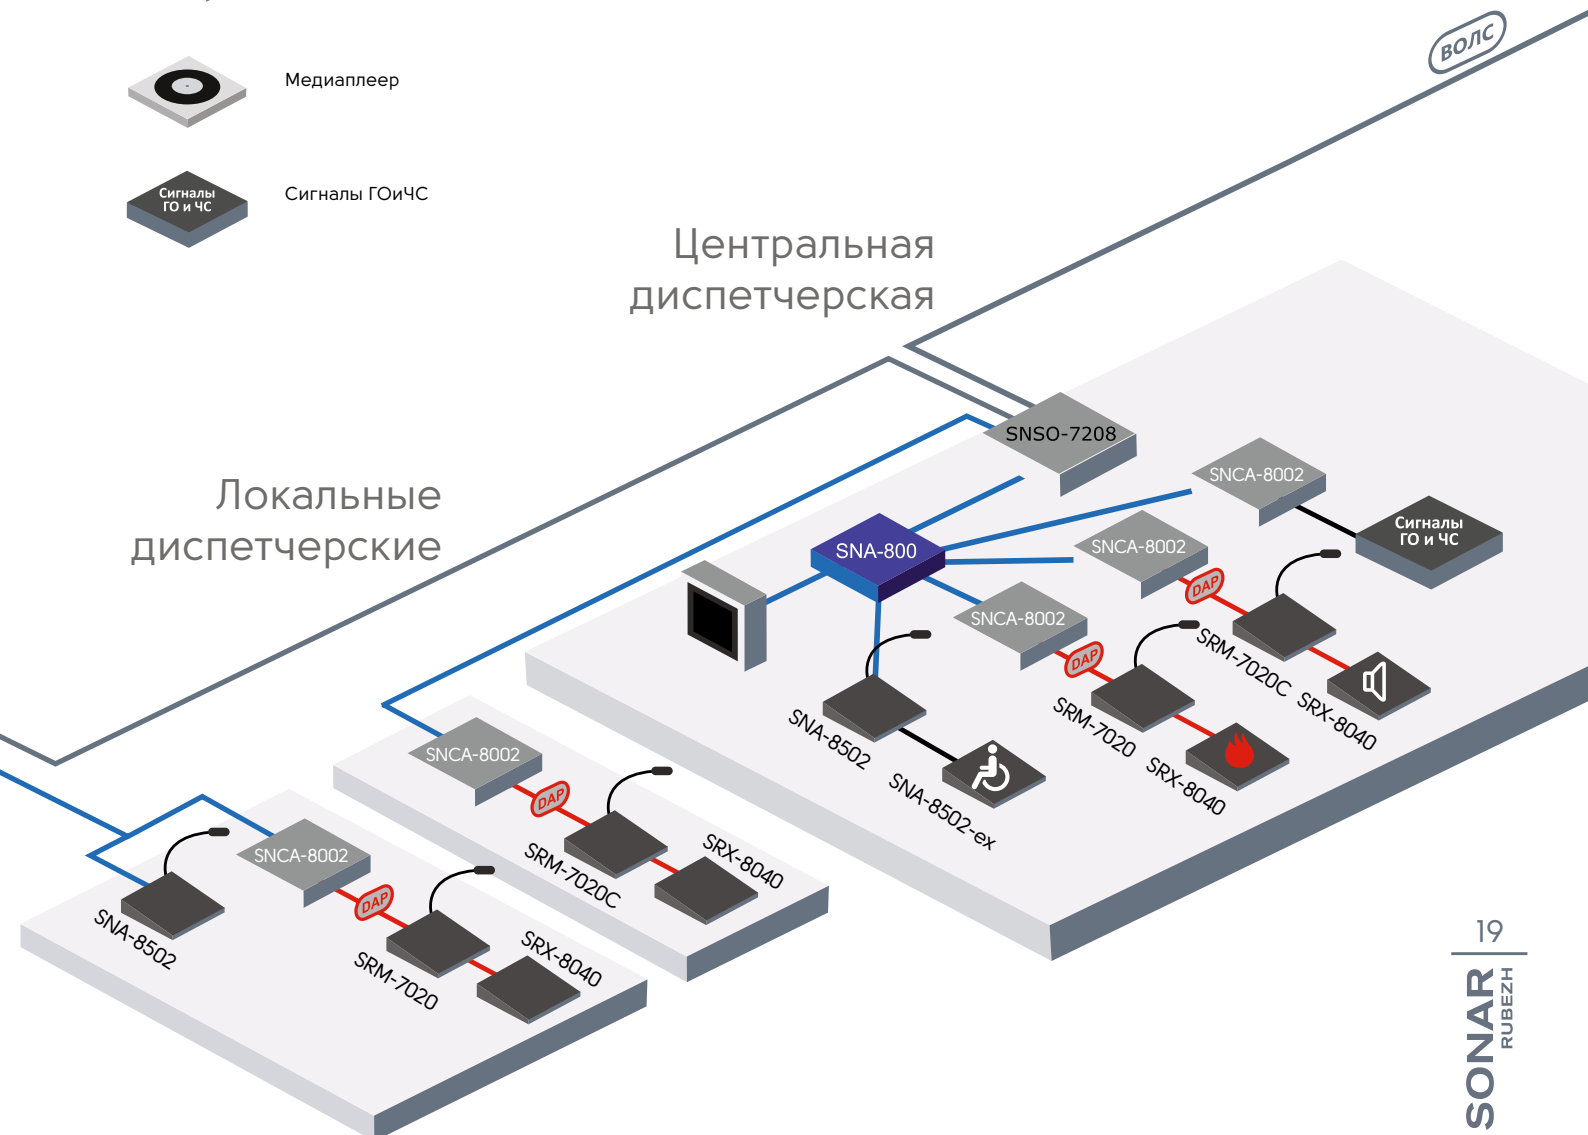 ВОЛС
Медиаплеер
Сигналы
ГО и ЧС
Сигналы ГОиЧС
Центральная
диспетчерская
SNSO-7208
SNCA-8002
Локальные
диспетчерские
Сигналы
ГО и ЧС
SNA-800
SNCA-8002
DAP
SNCA-8002
SRM-7020C
DAP
SRX-8040
SRM-7020
SNA-8502
SRX-8040
SNA-8502-ex
SNCA-8002
DAP
SRM-7020C
SRX-8040
SNCA-8002
DAP
SNA-8502
SRM-7020
SRX-8040
19
SONAR
RUBEZH